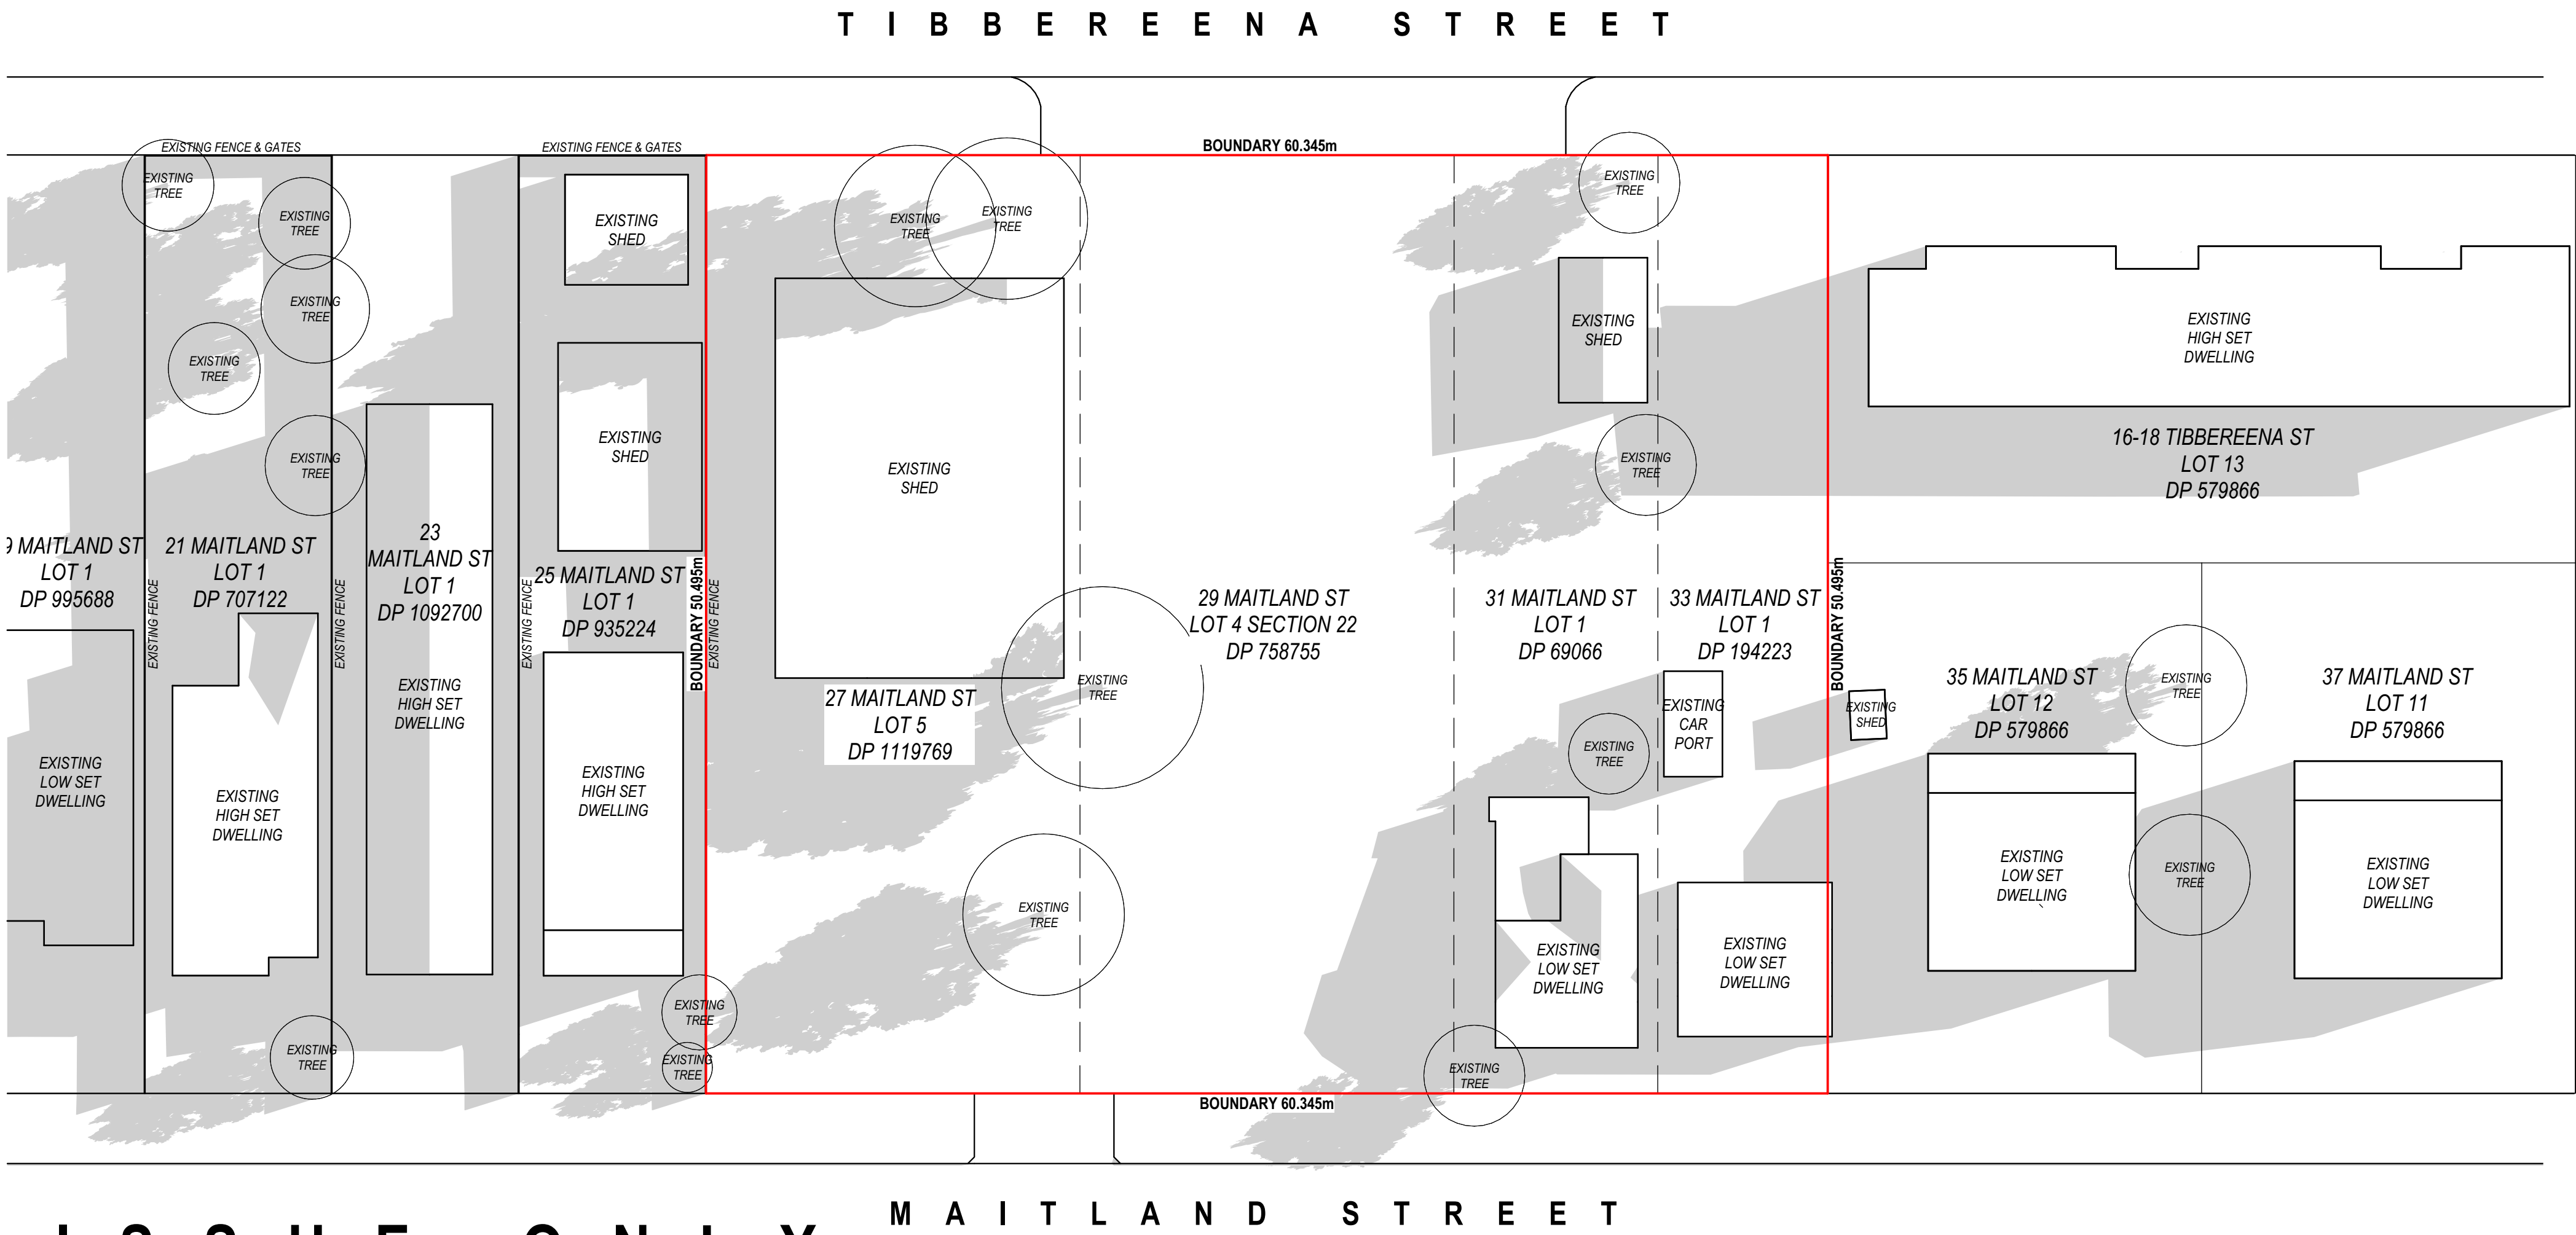 TIBBEREENA STREET
EXISTING FENCE & GATES
EXISTING FENCE & GATES
BOUNDARY 60.345m
EXISTING
TREE
EXISTING
TREE
EXISTING
TREE
EXISTING
TREE
EXISTING
TREE
EXISTING
SHED
EXISTING
SHED
EXISTING
TREE
EXISTING
TREE
EXISTING
SHED
EXISTING
TREE
EXISTING
SHED
EXISTING
TREE
EXISTING
HIGH SET
DWELLING
16-18 TIBBEREENA ST
LOT 13
DP 579866
9 MAITLAND ST
LOT 1
DP 995688
EXISTING FENCE
21 MAITLAND ST
LOT 1
DP 707122
EXISTING FENCE
23
MAITLAND ST
LOT 1
DP 1092700
EXISTING FENCE
25 MAITLAND ST
LOT 1
DP 935224
BOUNDARY 50.495m
EXISTING FENCE
27 MAITLAND ST
LOT 5
DP 1119769
EXISTING
TREE
29 MAITLAND ST
LOT 4 SECTION 22
DP 758755
31 MAITLAND ST
LOT 1
DP 69066
33 MAITLAND ST
LOT 1
DP 194223
BOUNDARY 50.495m
35 MAITLAND ST
LOT 12
DP 579866
EXISTING
TREE
37 MAITLAND ST
LOT 11
DP 579866
EXISTING
LOW SET
DWELLING
EXISTING
HIGH SET
DWELLING
EXISTING
HIGH SET
DWELLING
EXISTING
HIGH SET
DWELLING
EXISTING
TREE
EXISTING
CAR
PORT
EXISTING
SHED
EXISTING
TREE
EXISTING
LOW SET
DWELLING
EXISTING
LOW SET
DWELLING
EXISTING
LOW SET
DWELLING
EXISTING
TREE
EXISTING
LOW SET
DWELLING
EXISTING
TREE
EXISTING
TREE
EXISTING
TREE
EXISTING
TREE
BOUNDARY 60.345m
MAITLAND STREET
ISSUE ONLY